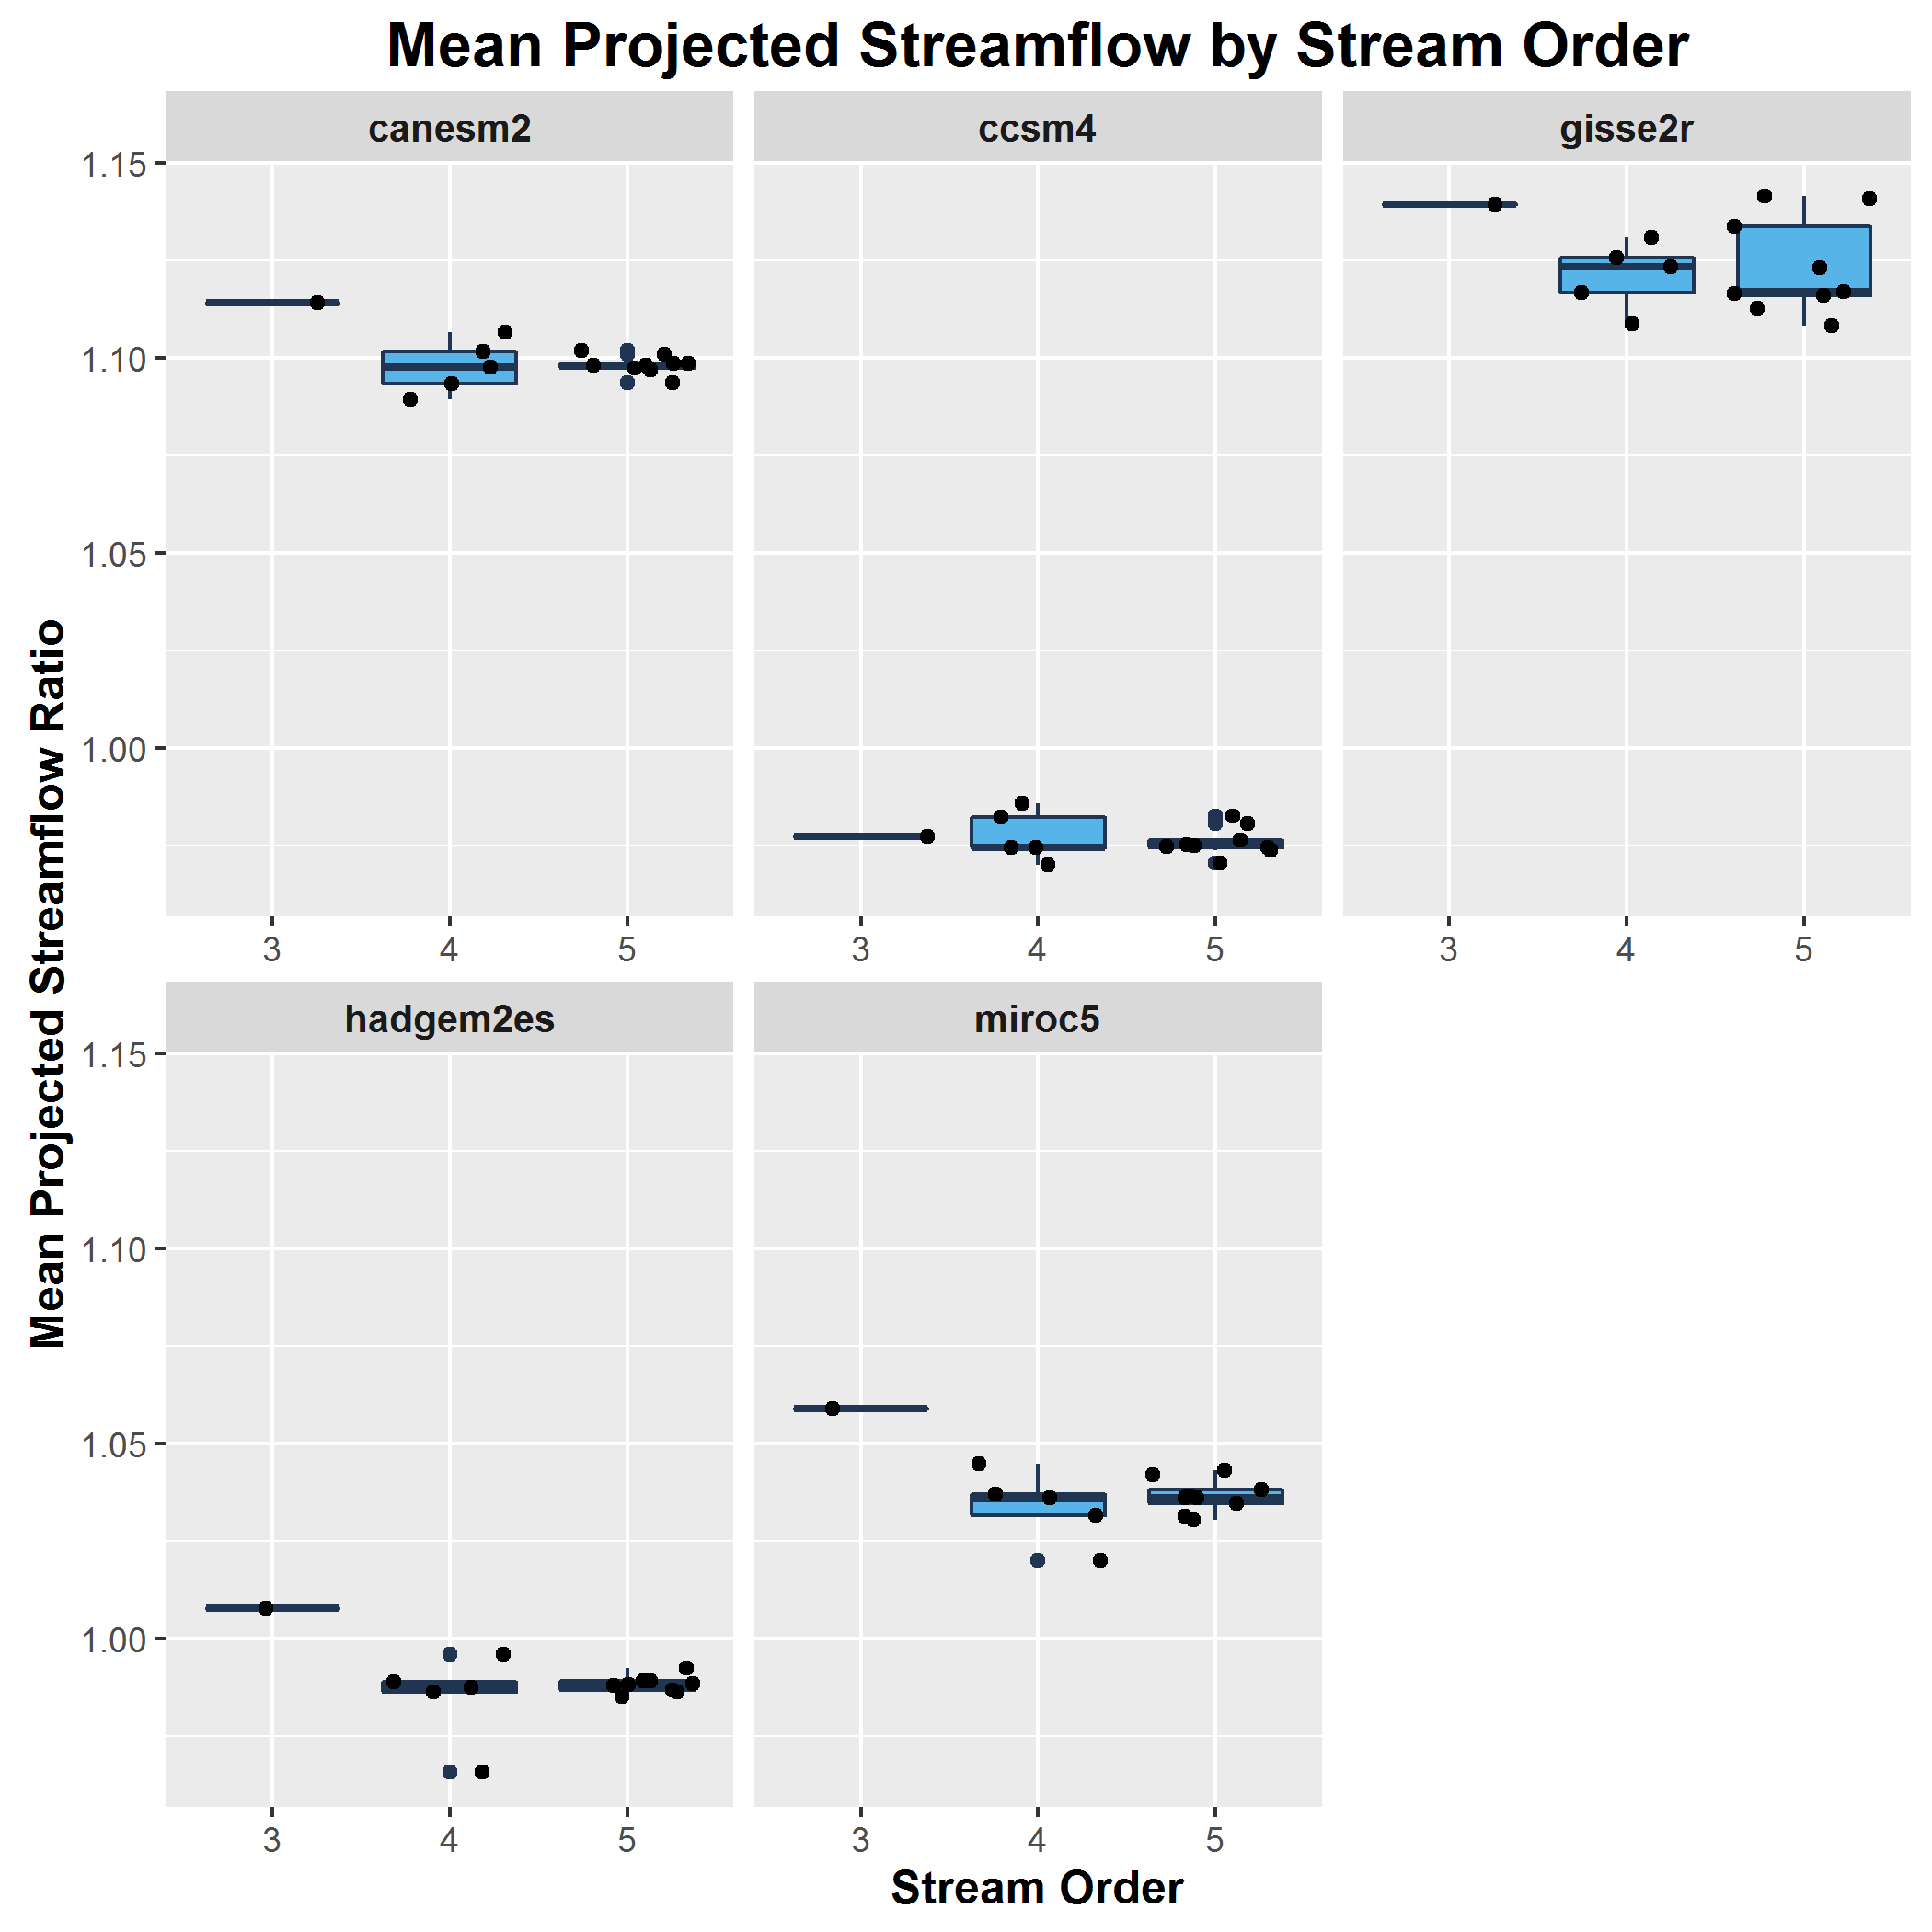 Mean Projected Streamflow by Stream Order
canesm2
ccsm4
gisse2r
1.15
1.10
1.05
1.00
3
4
5
3
4
5
3
4
5
Mean Projected Streamflow Ratio
hadgem2es
miroc5
1.15
1.10
1.05
1.00
3
4
5
3
4
5
Stream Order